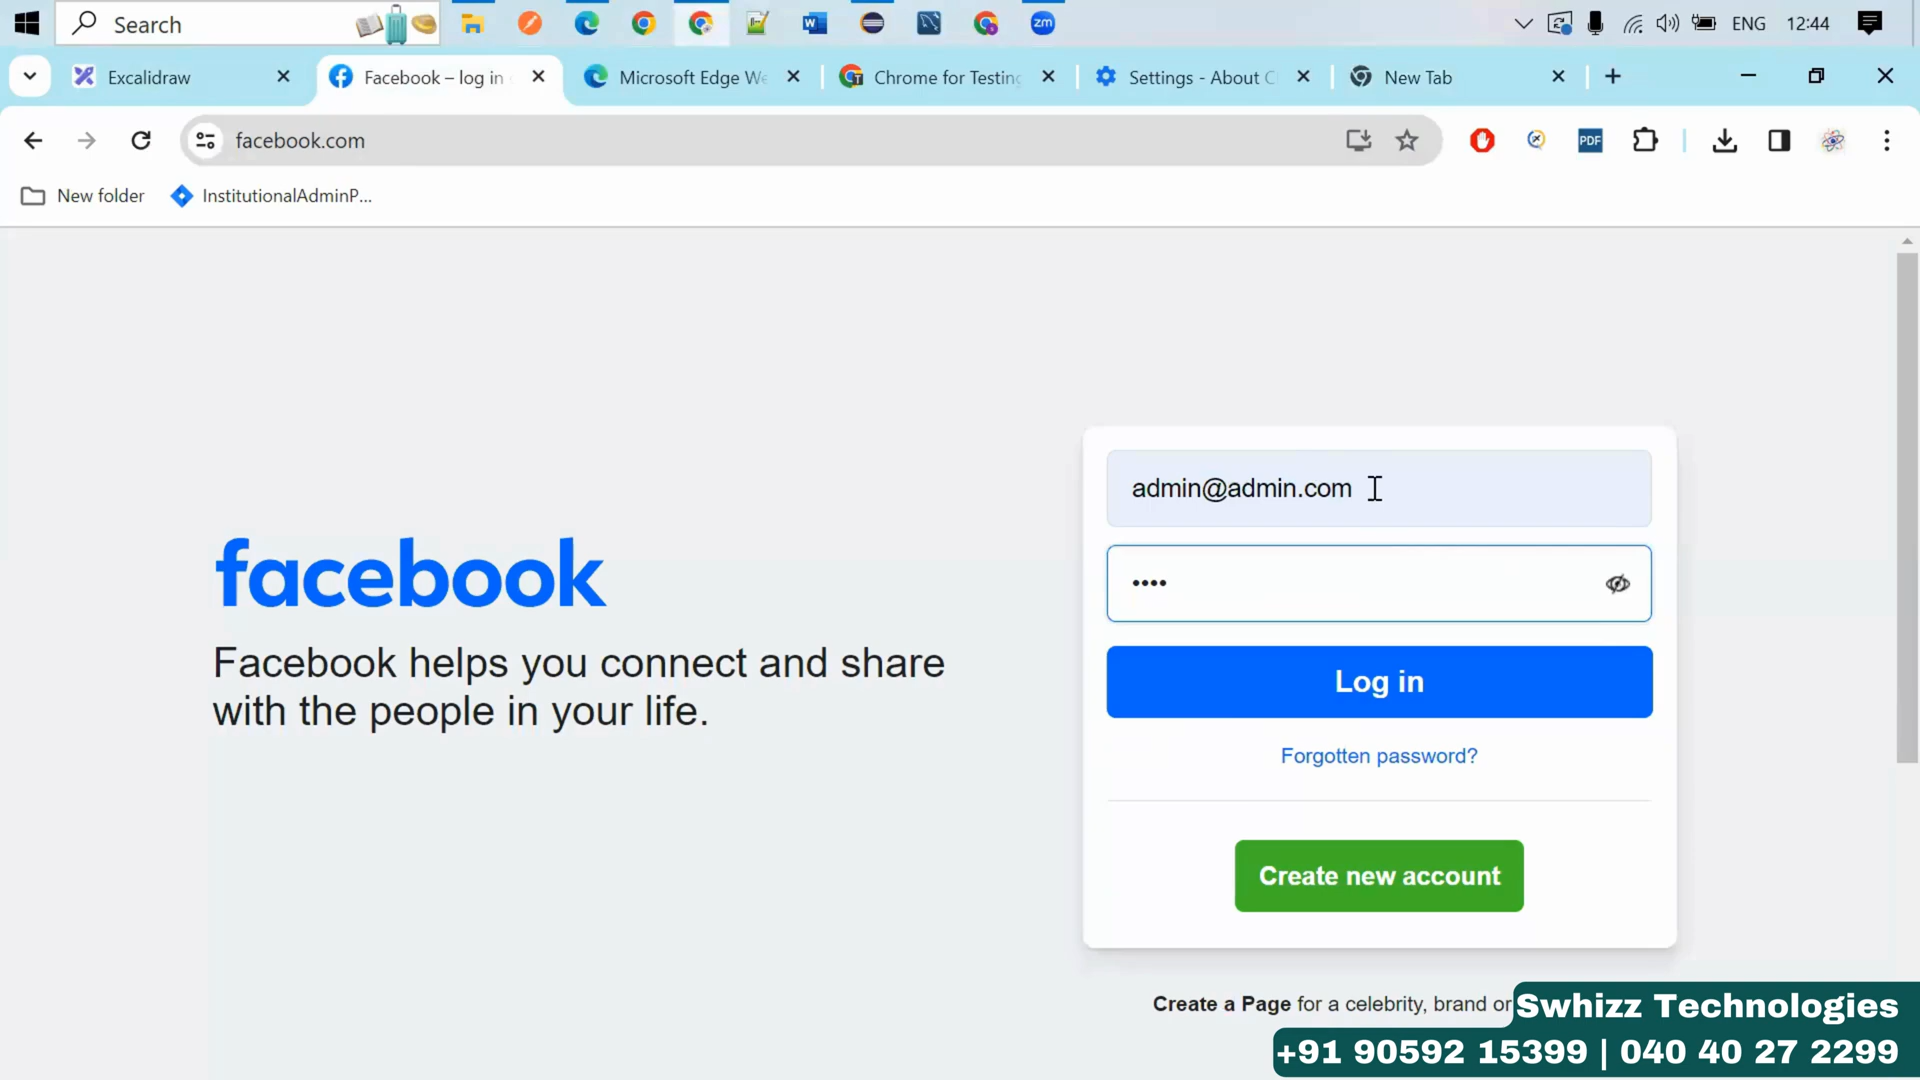 Search
ENG 12:44
Excalidraw
Facebook – log in
Microsoft Edge We
Chrome for Testing
Settings - About C
New Tab
facebook.com
PDF
New folder
InstitutionalAdminP...
admin@admin.com
facebook
••••
Facebook helps you connect and share
with the people in your life.
Log in
Forgotten password?
Create new account
Create a Page for a celebrity, brand or
Swhizz Technologies
+91 90592 15399 | 040 40 27 2299